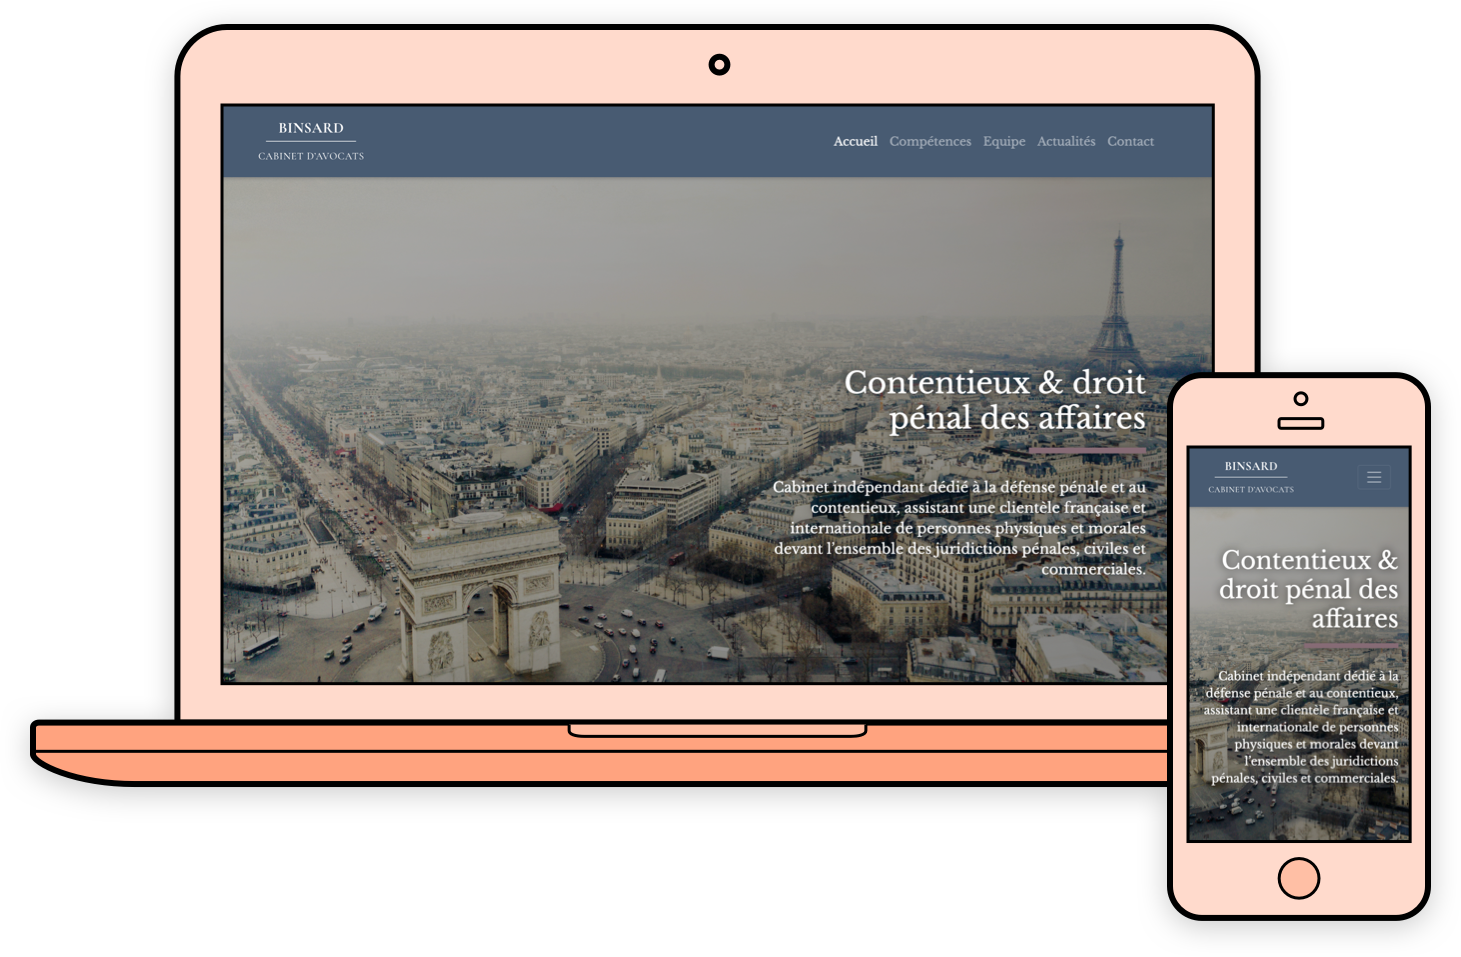 BINSARD
CABINET D'AVOCATS
Accueil Compétences Equipe Actualités Contact
Contentieux & droit
pénal des affaires
Cabinet indépendant dédié à la défense pénale et au
contentieux, assistant une clientèle française et
internationale de personnes physiques et morales
devant l'ensemble des juridictions pénales, civiles et
commerciales.
BINSARD
CABINET D'AVOCATS
Contentieux &
droit pénal des
affaires
Cabinet indépendant dédié à la
défense pénale et au contentieux,
assistant une clientèle française et
internationale de personnes
physiques et morales devant
l'ensemble des juridictions
pénales, civiles et commerciales.